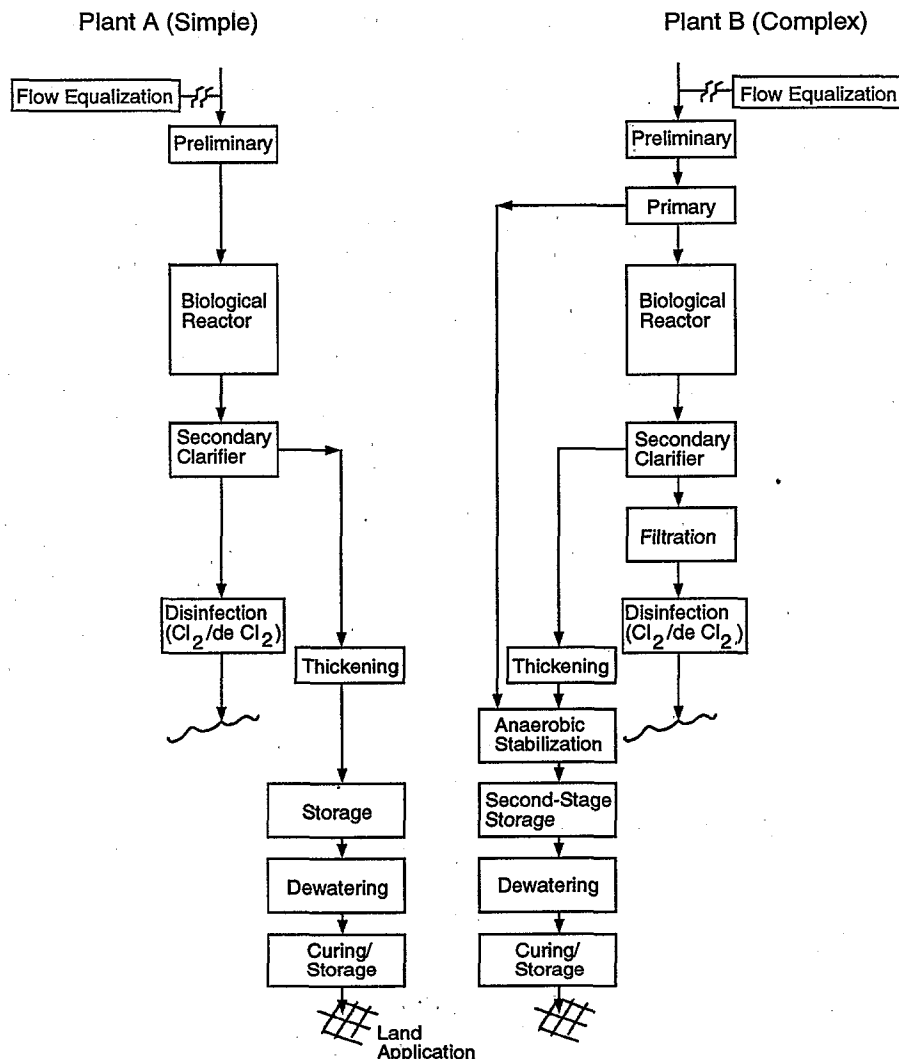 Plant A (Simple)
Flow Equalization
Preliminary
Biological
Reactor
Secondary
Clarifier
Disinfection
(Cl2/de Cl2)
Thickening
Storage
Dewatering
Curing/
Storage
Land
Application
Plant B (Complex)
Flow Equalization
Preliminary
Primary
Biological
Reactor
Secondary
Clarifier
Filtration
Disinfection
(Cl2/de Cl2)
Thickening
Anaerobic
Stabilization
Second-Stage
Storage
Dewatering
Curing/
Storage